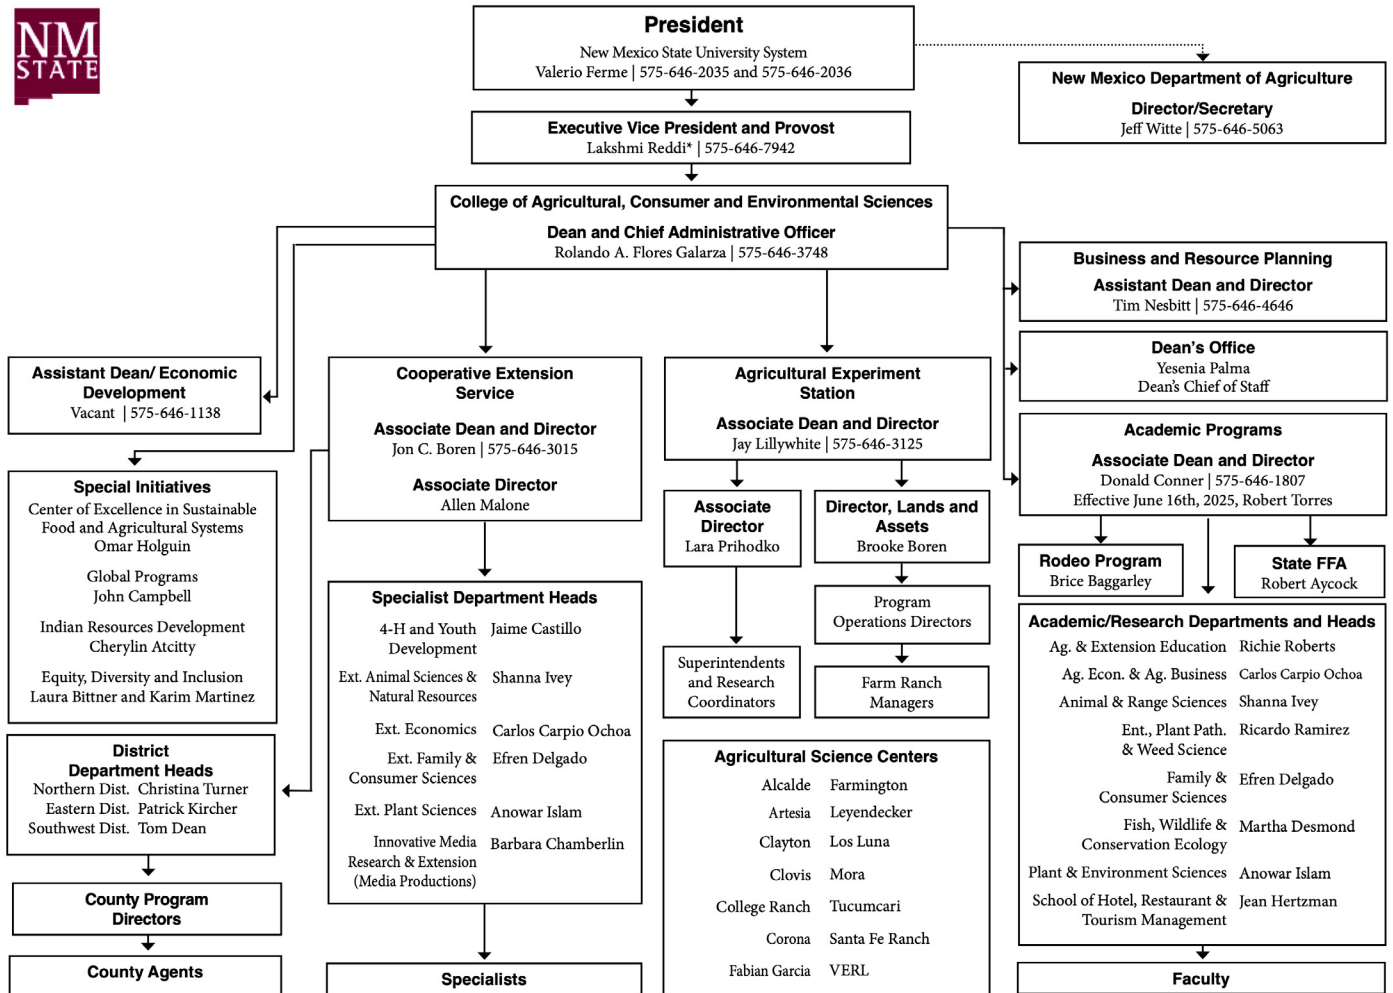 NM
STATE
President
New Mexico State University System
Valerio Ferme | 575-646-2035 and 575-646-2036
New Mexico Department of Agriculture
Director/Secretary
Jeff Witte | 575-646-5063
Executive Vice President and Provost
Lakshmi Reddi* | 575-646-7942
College of Agricultural, Consumer and Environmental Sciences
Dean and Chief Administrative Officer
Rolando A. Flores Galarza | 575-646-3748
Business and Resource Planning
Assistant Dean and Director
Tim Nesbitt | 575-646-4646
Dean's Office
Yesenia Palma
Dean's Chief of Staff
Assistant Dean/ Economic
Development
Vacant | 575-646-1138
Cooperative Extension
Service
Associate Dean and Director
Jon C. Boren | 575-646-3015
Associate Director
Allen Malone
Agricultural Experiment
Station
Associate Dean and Director
Jay Lillywhite | 575-646-3125
Academic Programs
Associate Dean and Director
Donald Conner | 575-646-1807
Effective June 16th, 2025, Robert Torres
Special Initiatives
Center of Excellence in Sustainable
Food and Agricultural Systems
Omar Holguin
Global Programs
John Campbell
Indian Resources Development
Cherylin Atcitty
Equity, Diversity and Inclusion
Laura Bittner and Karim Martinez
Associate
Director
Lara Prihodko
Director, Lands and
Assets
Brooke Boren
Rodeo Program
Brice Baggarley
State FFA
Robert Aycock
Program
Operations Directors
Superintendents
and Research
Coordinators
Farm Ranch
Managers
Specialist Department Heads
4-H and Youth Jaime Castillo
Development
Ext. Animal Sciences & Shanna Ivey
Natural Resources
Ext. Economics Carlos Carpio Ochoa
Ext. Family & Efren Delgado
Consumer Sciences
Ext. Plant Sciences Anowar Islam
Innovative Media Barbara Chamberlin
Research & Extension
(Media Productions)
Academic/Research Departments and Heads
Ag. & Extension Education Richie Roberts
Ag. Econ. & Ag. Business Carlos Carpio Ochoa
Animal & Range Sciences Shanna Ivey
Ent., Plant Path. Ricardo Ramirez
& Weed Science
Family & Efren Delgado
Consumer Sciences
Fish, Wildlife & Martha Desmond
Conservation Ecology
Plant & Environment Sciences Anowar Islam
School of Hotel, Restaurant & Jean Hertzman
Tourism Management
District
Department Heads
Northern Dist. Christina Turner
Eastern Dist. Patrick Kircher
Southwest Dist. Tom Dean
Agricultural Science Centers
Alcalde Farmington
Artesia Leyendecker
Clayton Los Luna
Clovis Mora
College Ranch Tucumcari
Corona Santa Fe Ranch
Fabian Garcia VERL
County Program
Directors
County Agents
Specialists
Faculty